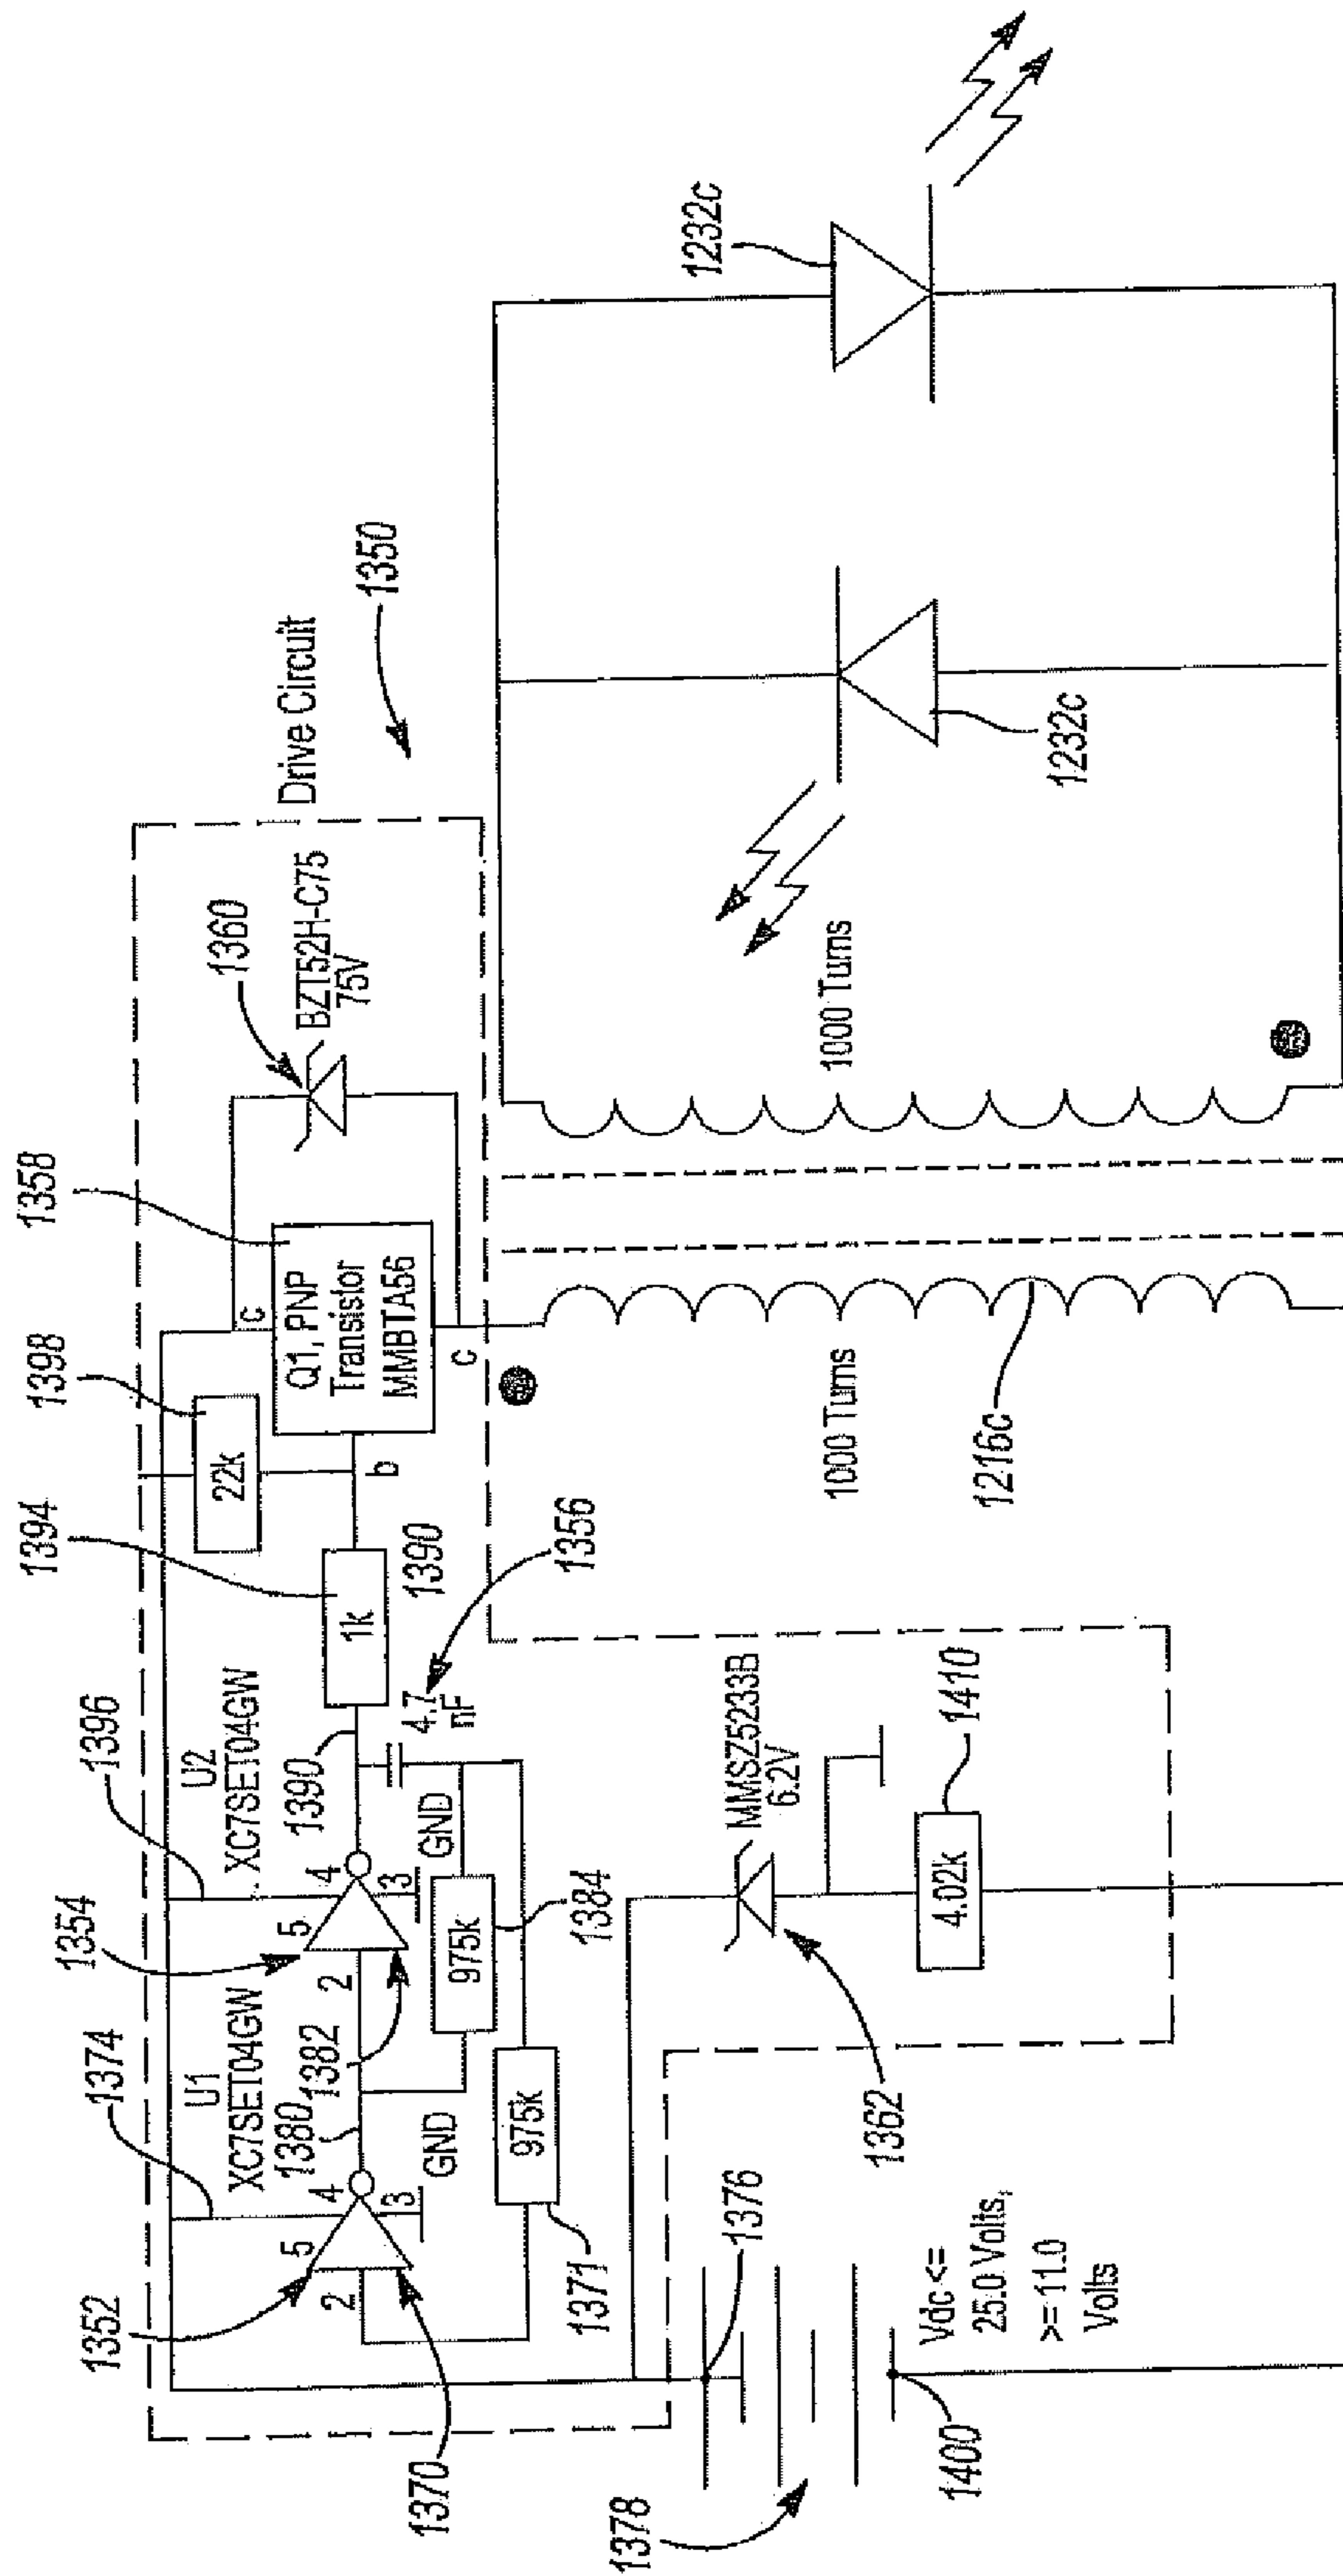 1358
1398
1394
1396
1354
1374
1352
1360
BZT52H-C75
75V
Drive Circuit
1350
c
Q1, PNP
Transistor
MMBTA56
c
22k
b
1k
1390
1390
4.7
nF
1356
U2
XC7SET04GW
5
4
2
3
GND
1382
975k
1384
U1
XC7SET04GW
1380
5
4
2
3
GND
975k
1371
1370
MMSZ5233B
6.2V
1362
4.02k
1410
1376
1378
Vdc <=
25.0 Volts,
>= 11.0
Volts
1400
1000 Turns
1216c
1000 Turns
1232c
1232c